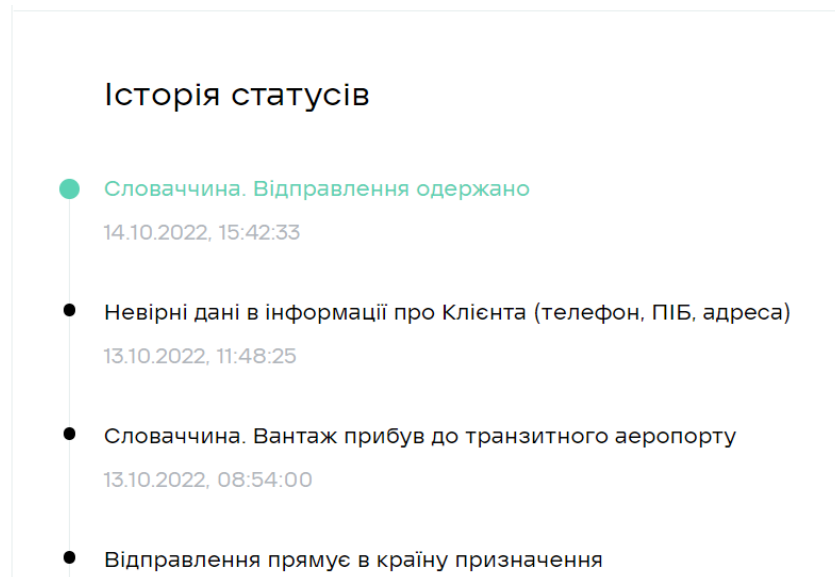 Історія статусів
Словаччина. Відправлення одержано
14.10.2022, 15:42:33
Невірні дані в інформації про Клієнта (телефон, ПІБ, адреса)
13.10.2022, 11:48:25
Словаччина. Вантаж прибув до транзитного аеропорту
13.10.2022, 08:54:00
Відправлення прямує в країну призначення